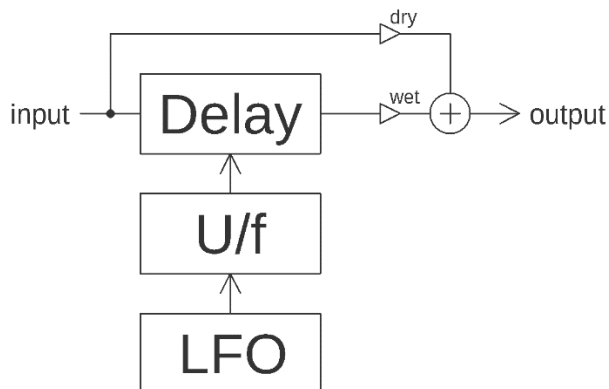 dry
input
Delay
wet
+
output
U/f
LFO